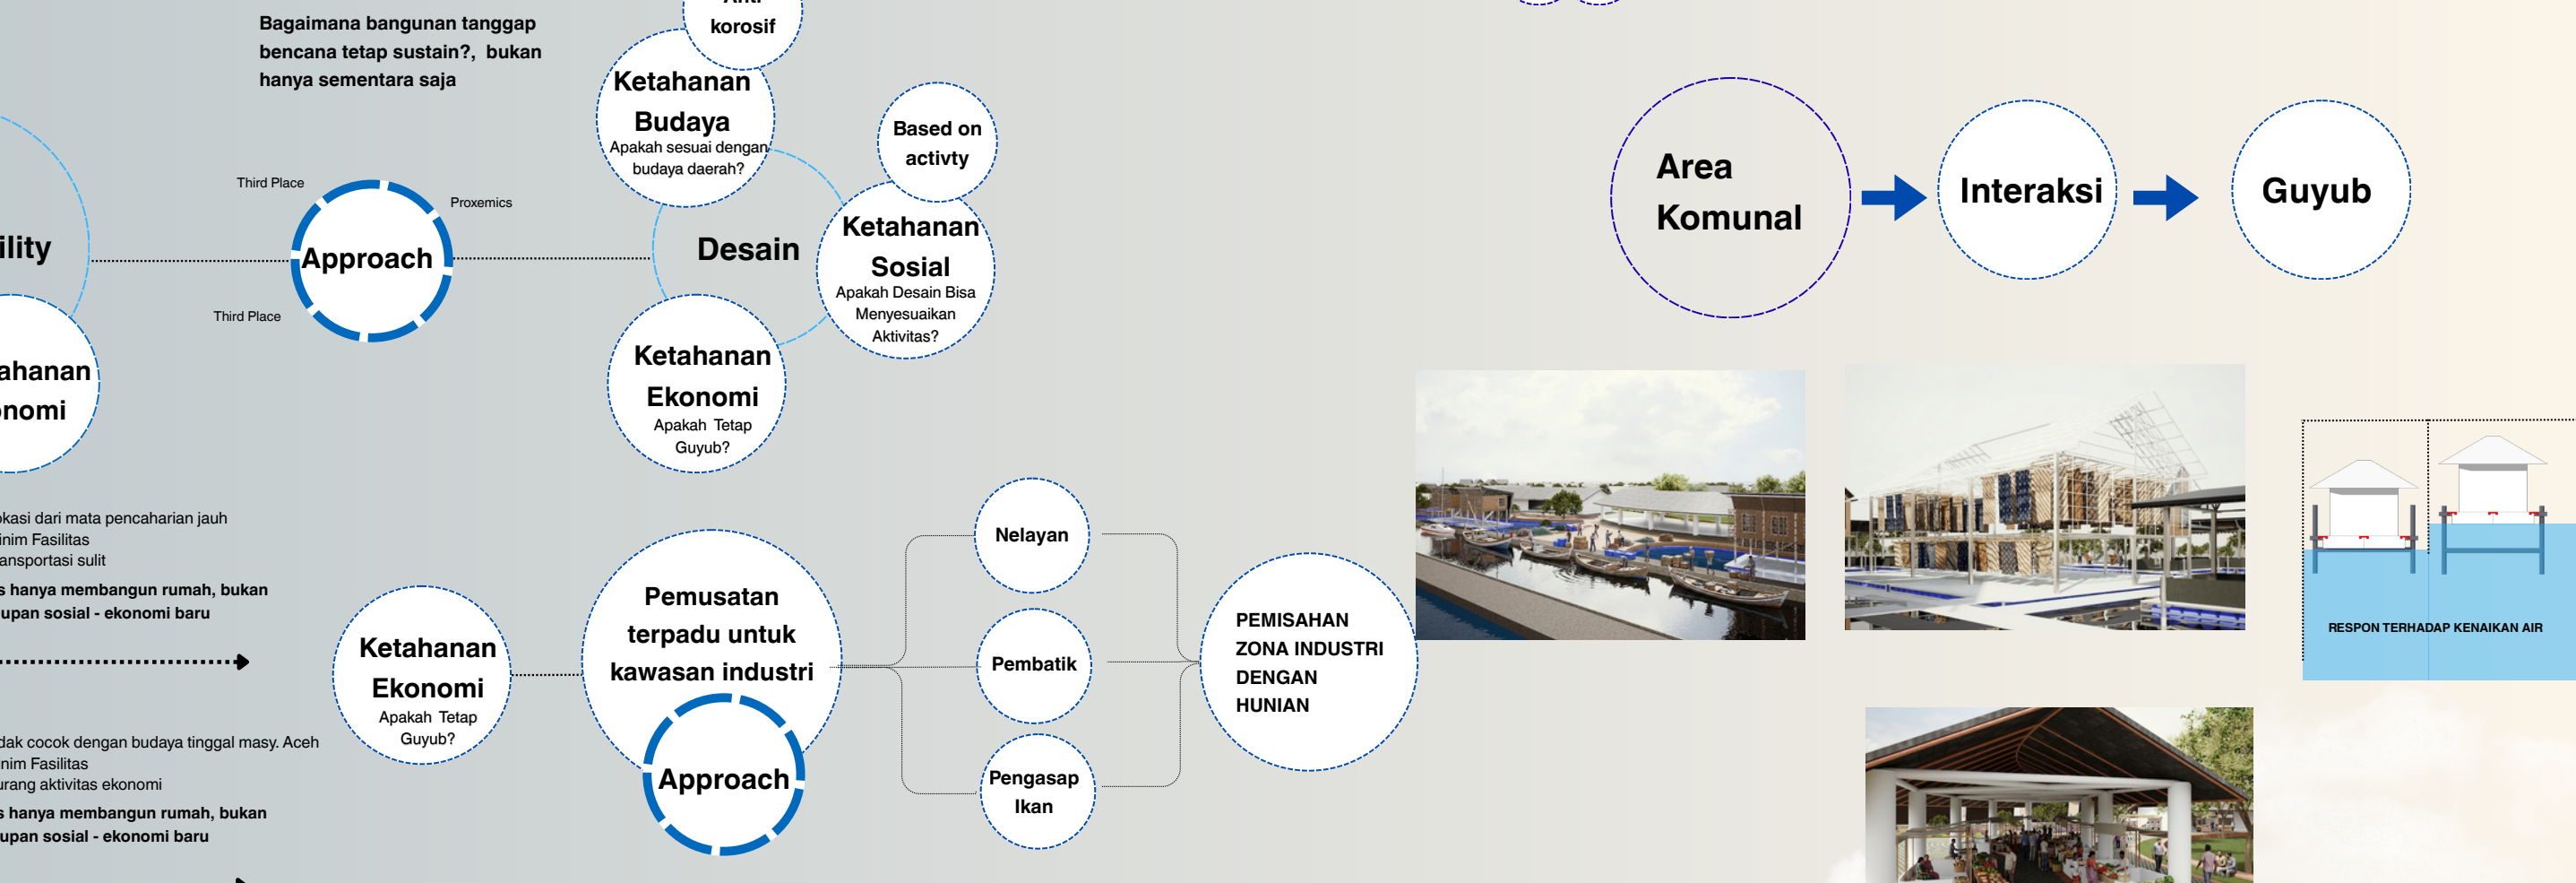 Bagaimana bangunan tanggap
bencana tetap sustain?, bukan
hanya sementara saja
korosif
Ketahanan
Budaya
Apakah sesuai dengan
budaya daerah?
Based on
activty
Third Place
Proxemics
Approach
Third Place
Desain
Ketahanan
Sosial
Apakah Desain Bisa
Menyesuaikan
Aktivitas?
Ketahanan
Ekonomi
Apakah Tetap
Guyub?
Area
Komunal
Interaksi
Guyub
ility
ahanan
onomi
okasi dari mata pencaharian jauh
inim Fasilitas
ansportasi sulit
s hanya membangun rumah, bukan
upan sosial - ekonomi baru
dak cocok dengan budaya tinggal masy. Aceh
nim Fasilitas
urang aktivitas ekonomi
s hanya membangun rumah, bukan
upan sosial - ekonomi baru
Ketahanan
Ekonomi
Apakah Tetap
Guyub?
Pemusatan
terpadu untuk
kawasan industri
Approach
Nelayan
Pembatik
Pengasap
Ikan
PEMISAHAN
ZONA INDUSTRI
DENGAN
HUNIAN
RESPON TERHADAP KENAIKAN AIR